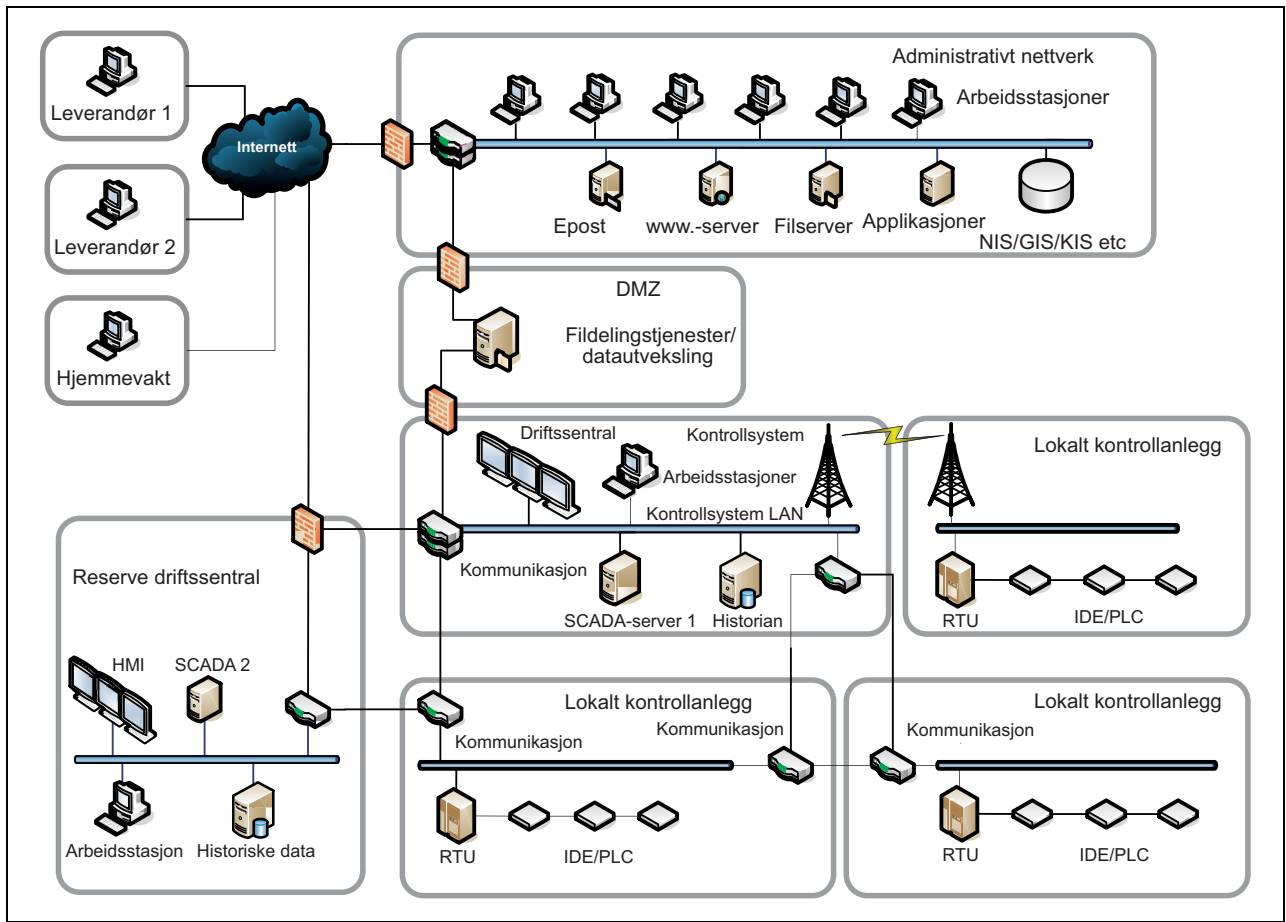 Leverandør 1
Leverandør 2
Hjemmevakt
Internett
Administrativt nettverk
Arbeidsstasjoner
Epost
www.-server
Filserver
Applikasjoner
NIS/GIS/KIS etc
DMZ
Fildelingstjenester/
datautveksling
Driftssentral
Kontrollsystem
Arbeidsstasjoner
Kontrollsystem LAN
Kommunikasjon
SCADA-server 1
Historian
Lokalt kontrollanlegg
RTU
IDE/PLC
Reserve driftssentral
HMI
SCADA 2
Arbeidsstasjon
Historiske data
Lokalt kontrollanlegg
Kommunikasjon
Kommunikasjon
RTU
IDE/PLC
Lokalt kontrollanlegg
Kommunikasjon
RTU
IDE/PLC